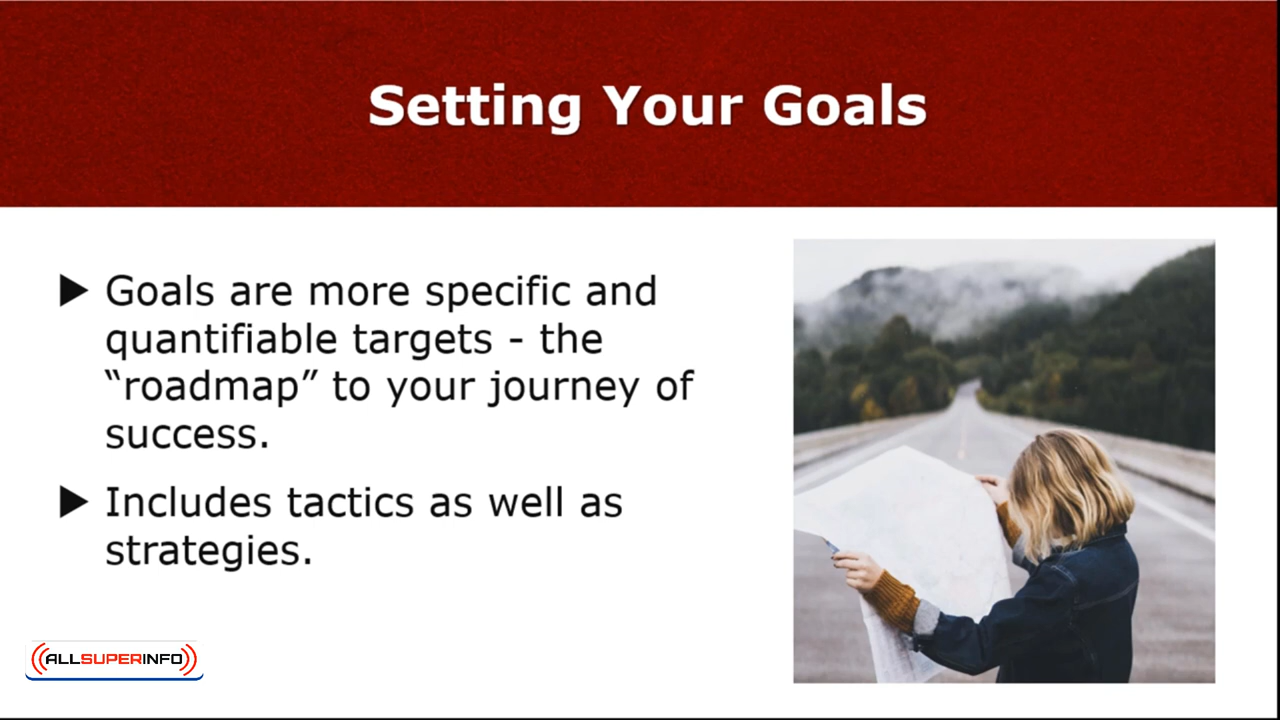 Setting Your Goals
Goals are more specific and
quantifiable targets - the
“roadmap” to your journey of
success.
Includes tactics as well as
strategies.
ALLSUPERINFO